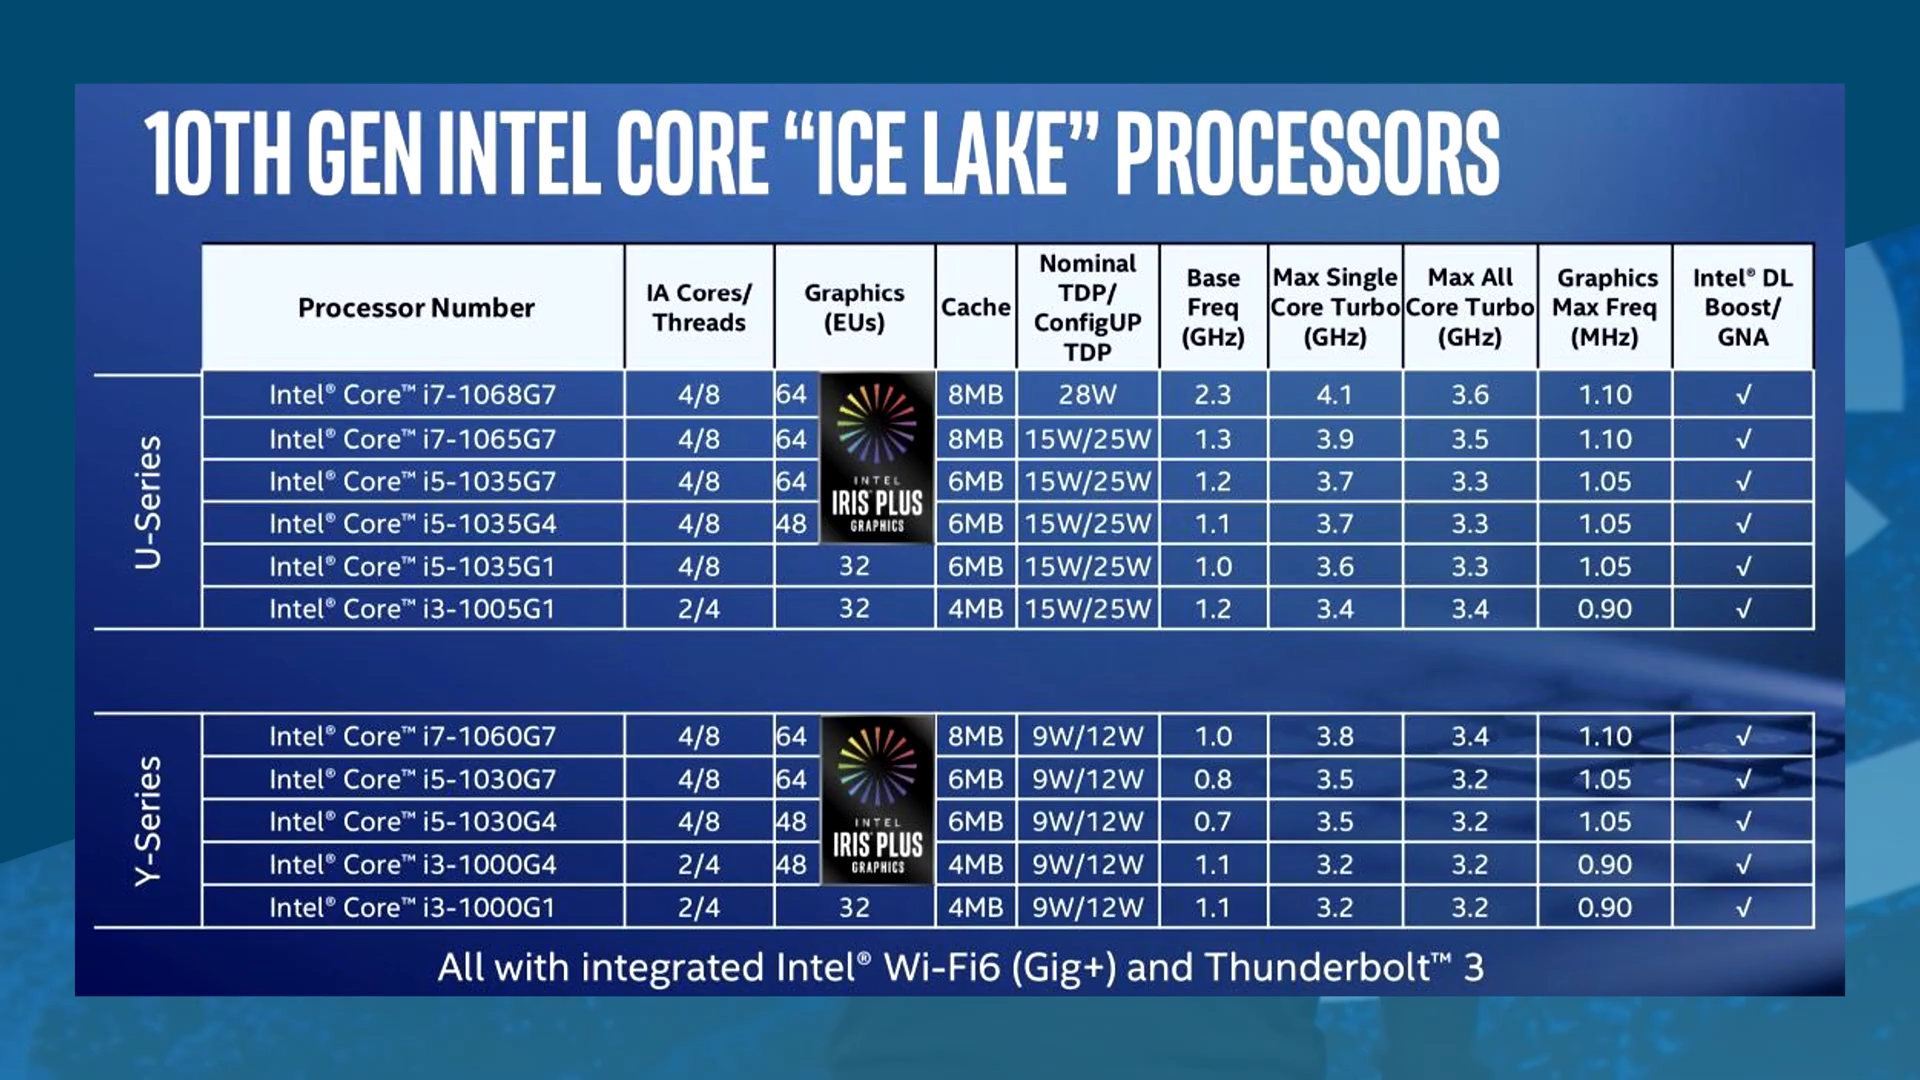 10TH GEN INTEL CORE “ICE LAKE” PROCESSORS
Processor Number IA Cores/ Threads Graphics (EUs) Cache Nominal TDP/ ConfigUP TDP Base Freq (GHz) Max Single Core Turbo (GHz) Max All Core Turbo (GHz) Graphics Max Freq (MHz) Intel® DL Boost/ GNA
U-Series
Intel® Core™ i7-1068G7 4/8 64 8MB 28W 2.3 4.1 3.6 1.10 √
Intel® Core™ i7-1065G7 4/8 64 8MB 15W/25W 1.3 3.9 3.5 1.10 √
Intel® Core™ i5-1035G7 4/8 64 6MB 15W/25W 1.2 3.7 3.3 1.05 √
Intel® Core™ i5-1035G4 4/8 48 6MB 15W/25W 1.1 3.7 3.3 1.05 √
INTEL
IRIS PLUS
GRAPHICS
Intel® Core™ i5-1035G1 4/8 32 6MB 15W/25W 1.0 3.6 3.3 1.05 √
Intel® Core™ i3-1005G1 2/4 32 4MB 15W/25W 1.2 3.4 3.4 0.90 √
Y-Series
Intel® Core™ i7-1060G7 4/8 64 8MB 9W/12W 1.0 3.8 3.4 1.10 √
Intel® Core™ i5-1030G7 4/8 64 6MB 9W/12W 0.8 3.5 3.2 1.05 √
Intel® Core™ i5-1030G4 4/8 48 6MB 9W/12W 0.7 3.5 3.2 1.05 √
Intel® Core™ i3-1000G4 2/4 48 4MB 9W/12W 1.1 3.2 3.2 0.90 √
INTEL
IRIS PLUS
GRAPHICS
Intel® Core™ i3-1000G1 2/4 32 4MB 9W/12W 1.1 3.2 3.2 0.90 √
All with integrated Intel® Wi-Fi6 (Gig+) and Thunderbolt™ 3